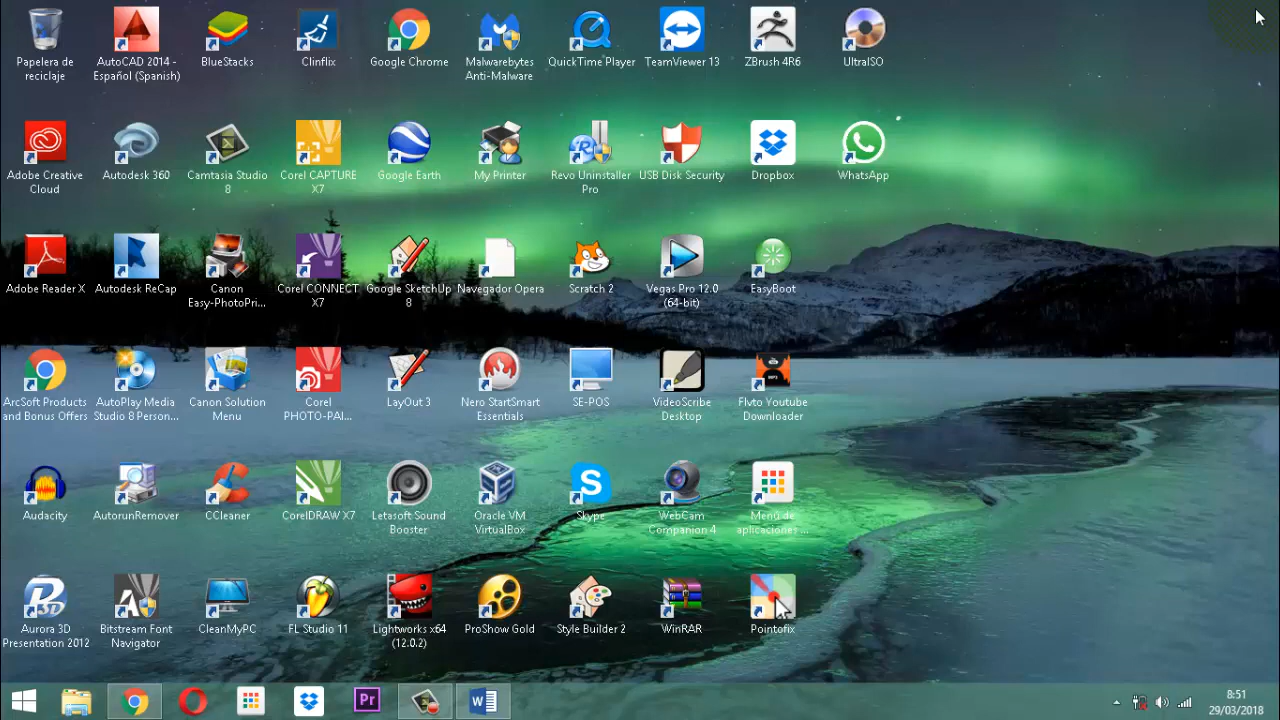 Papelera de
reciclaje
AutoCAD 2014 -
Español (Spanish)
BlueStacks
Clinflix
Google Chrome
Malwarebytes
Anti-Malware
QuickTime Player
TeamViewer 13
ZBrush 4R6
UltraISO
Adobe Creative
Cloud
Autodesk 360
Camtasia Studio
8
Corel CAPTURE
X7
Google Earth
My Printer
Revo Uninstaller
Pro
USB Disk Security
Dropbox
WhatsApp
Adobe Reader X
Autodesk ReCap
Canon
Easy-PhotoPri...
Corel CONNECT
X7
Google SketchUp
8
Navegador Opera
Scratch 2
Vegas Pro 12.0
(64-bit)
EasyBoot
ArcSoft Products
and Bonus Offers
AutoPlay Media
Studio 8 Person...
Canon Solution
Menu
Corel
PHOTO-PAI...
LayOut 3
Nero StartSmart
Essentials
SE-POS
VideoScribe
Desktop
MP3
Flvto Youtube
Downloader
Audacity
AutorunRemover
CCleaner
CorelDRAW X7
Letasoft Sound
Booster
Oracle VM
VirtualBox
Skype
WebCam
Companion 4
Menú de
aplicaciones ...
Aurora 3D
Presentation 2012
Bitstream Font
Navigator
CleanMyPC
FL Studio 11
Lightworks x64
(12.0.2)
ProShow Gold
Style Builder 2
WinRAR
Pointofix
Pr
8:51
29/03/2018